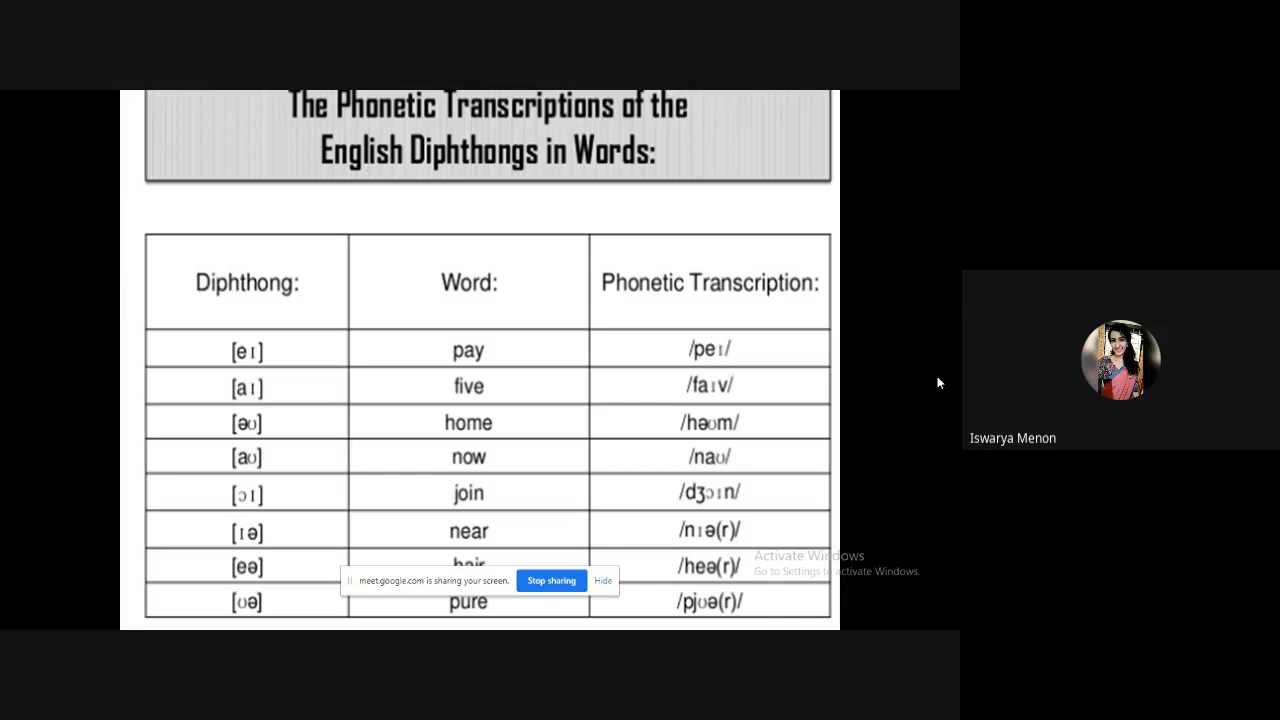 The Phonetic Transcriptions of the
English Diphthongs in Words:
Diphthong: Word: Phonetic Transcription:
[eɪ] pay /peɪ/
[aɪ] five /faɪv/
[əʊ] home /həʊm/
[aʊ] now /naʊ/
[ɔɪ] join /dʒɔɪn/
[ɪə] near /nɪə(r)/
[eə] hair /heə(r)/
[ʊə] pure /pjʊə(r)/
meet.google.com is sharing your screen. Stop sharing Hide
Activate Windows
Go to Settings to activate Windows.
Iswarya Menon